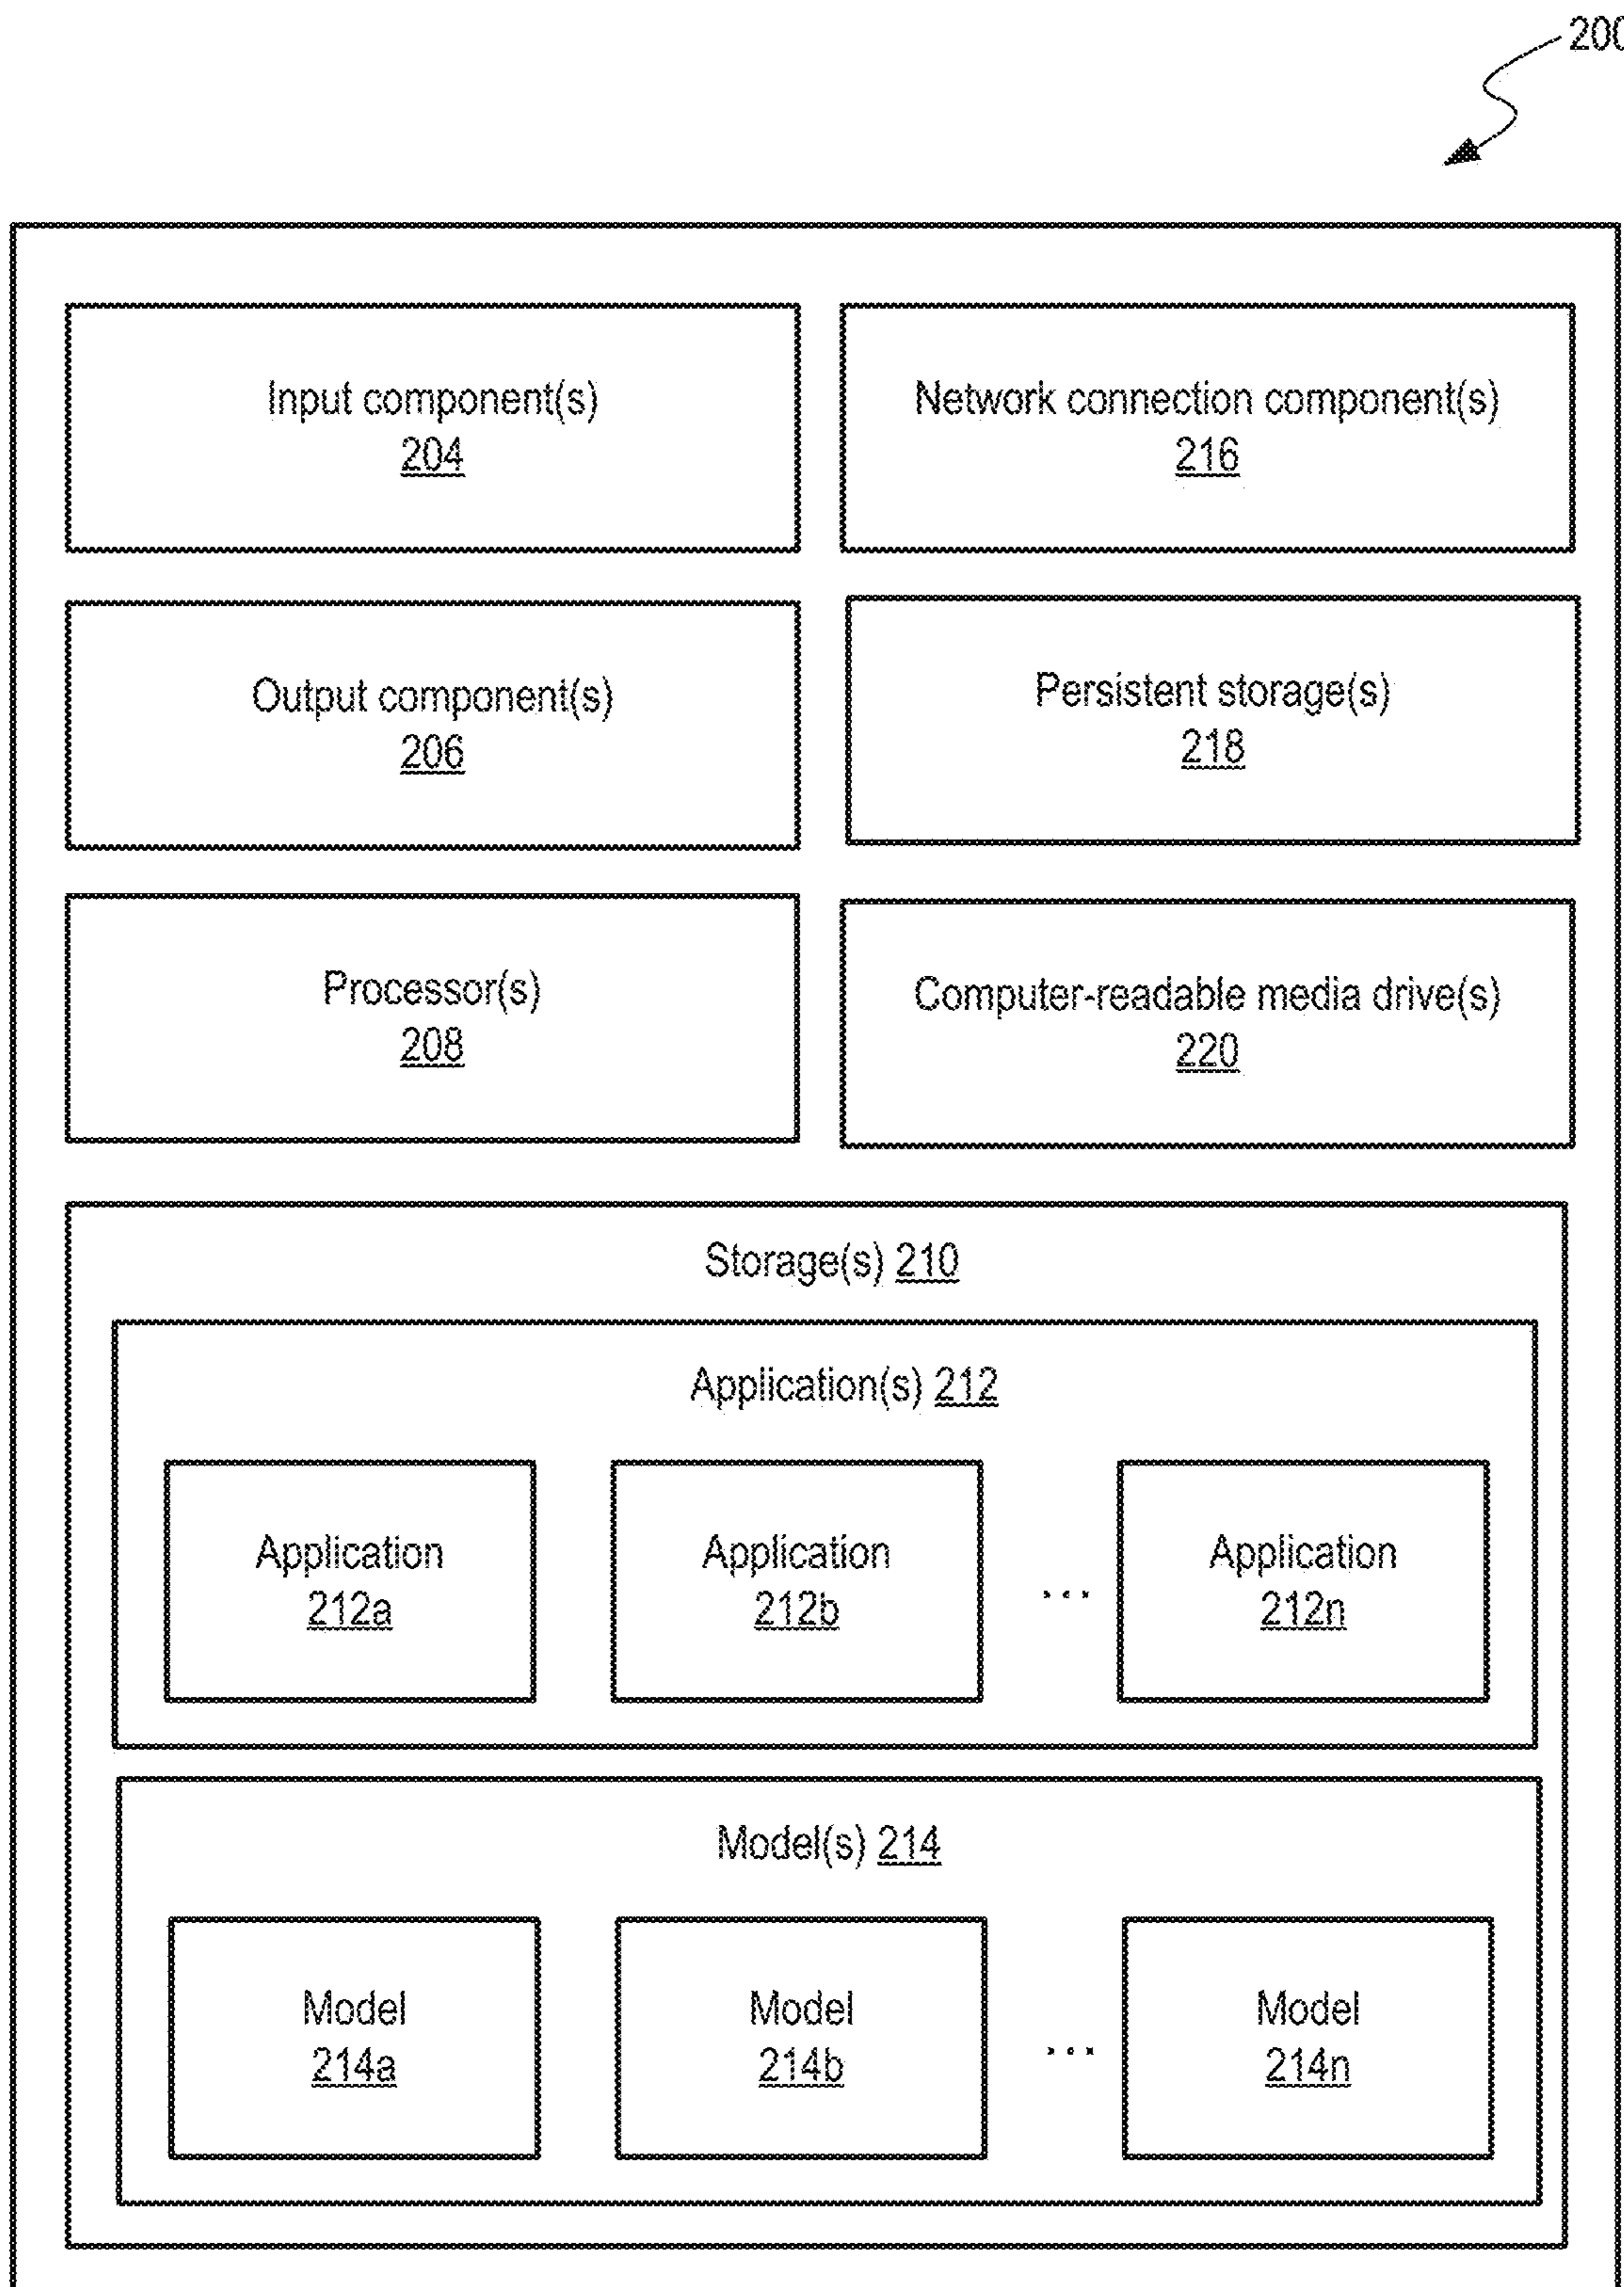 200
Input component(s)
204
Network connection component(s)
216
Output component(s)
206
Persistent storage(s)
218
Processor(s)
208
Computer-readable media drive(s)
220
Storage(s) 210
Application(s) 212
Application
212a
Application
212b
...
Application
212n
Model(s) 214
Model
214a
Model
214b
...
Model
214n